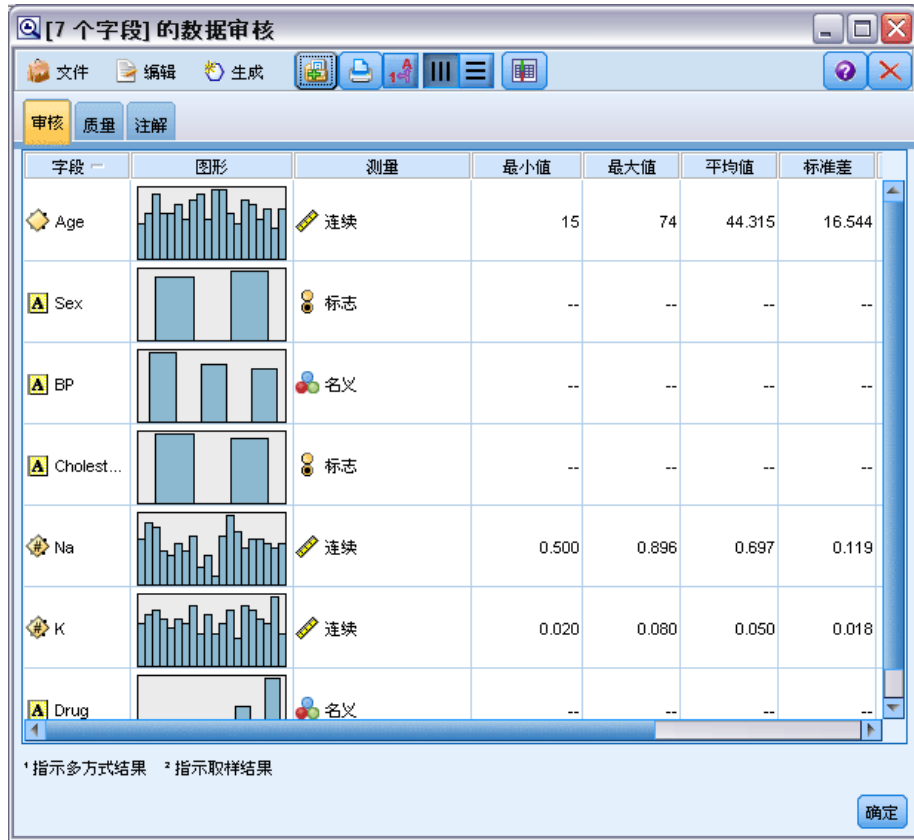 [7 个字段] 的数据审核
文件 编辑 生成
审核 质量 注解
字段 图形 测量 最小值 最大值 平均值 标准差
Age 连续 15 74 44.315 16.544
A Sex 标志 -- -- -- --
A BP 名义 -- -- -- --
A Cholest... 标志 -- -- -- --
# Na 连续 0.500 0.896 0.697 0.119
# K 连续 0.020 0.080 0.050 0.018
A Drug 名义 -- -- -- --
¹ 指示多方式结果 ² 指示取样结果
确定